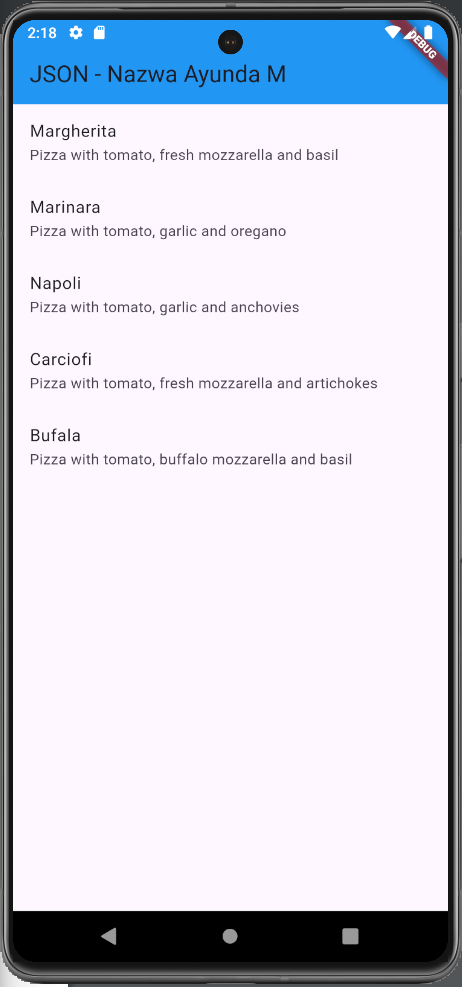 2:18
DEBUG
JSON - Nazwa Ayunda M
Margherita
Pizza with tomato, fresh mozzarella and basil
Marinara
Pizza with tomato, garlic and oregano
Napoli
Pizza with tomato, garlic and anchovies
Carciofi
Pizza with tomato, fresh mozzarella and artichokes
Bufala
Pizza with tomato, buffalo mozzarella and basil